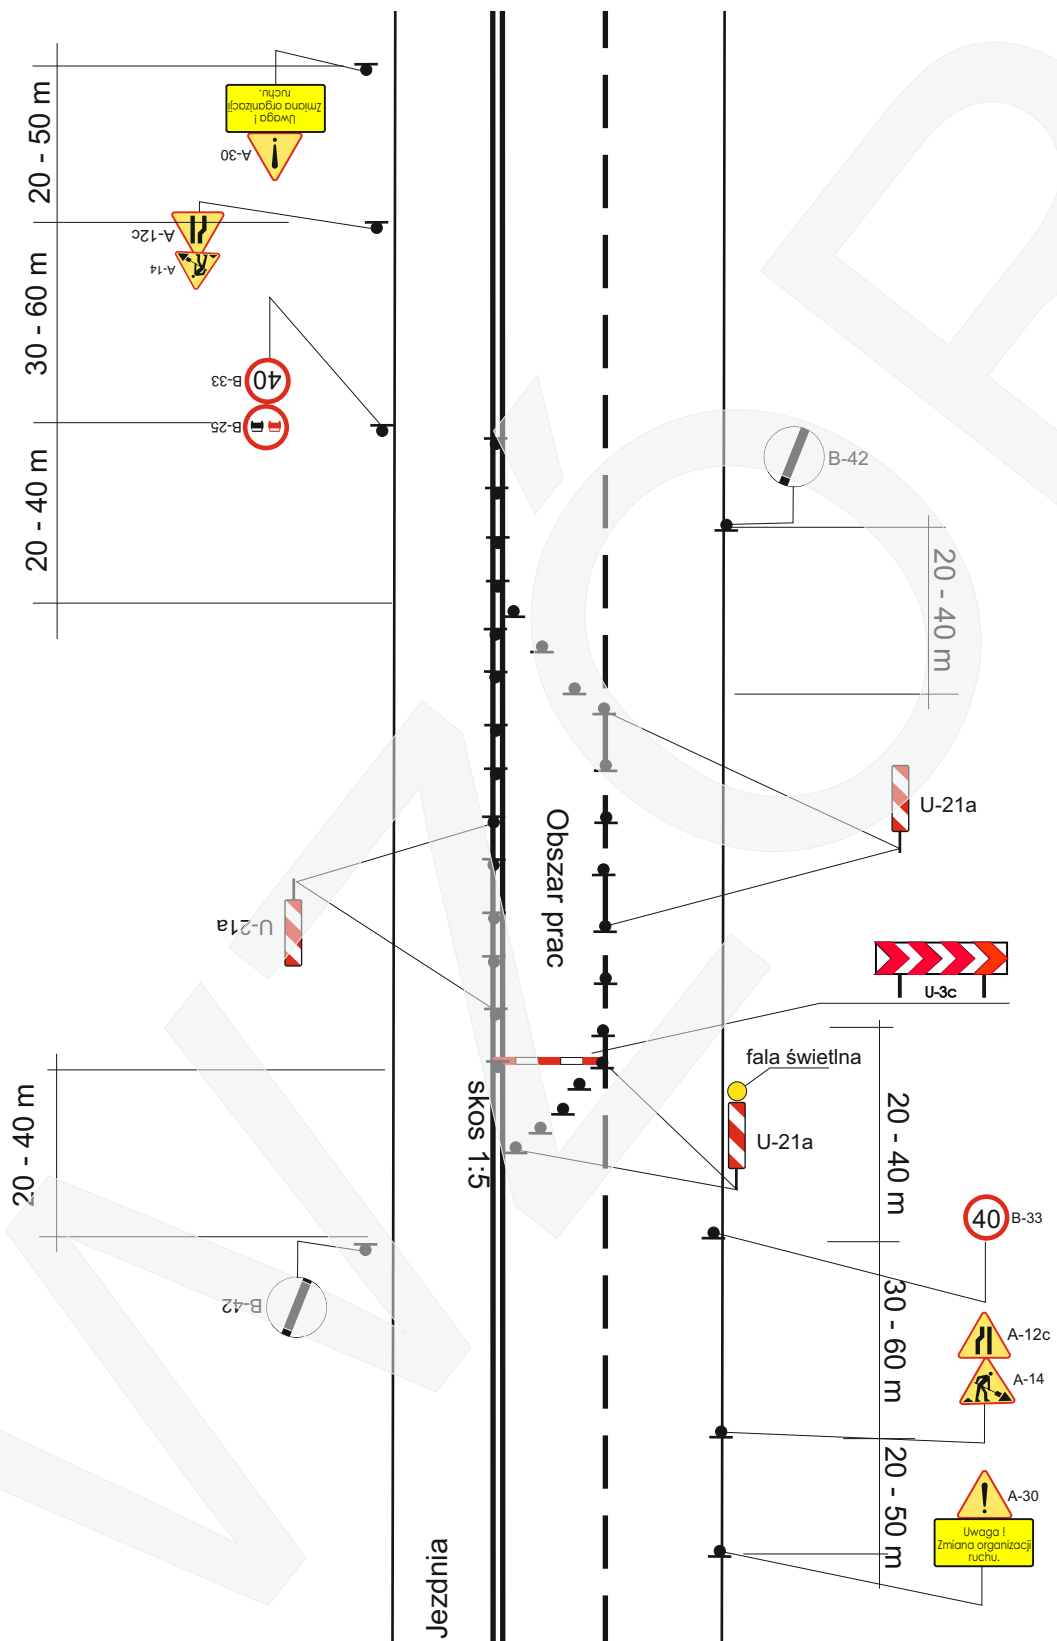 20 - 50 m
Uwaga !
Zmiana organizacji
ruchu.
A-30
A-12c
A-14
30 - 60 m
40
B-33
B-25
20 - 40 m
B-42
20 - 40 m
U-21a
Obszar prac
U-21a
U-3c
fala świetlna
U-21a
skos 1:5
20 - 40 m
20 - 40 m
40
B-33
B-42
30 - 60 m
A-12c
A-14
20 - 50 m
A-30
Uwaga !
Zmiana organizacji
ruchu.
Jezdnia
WZÓR